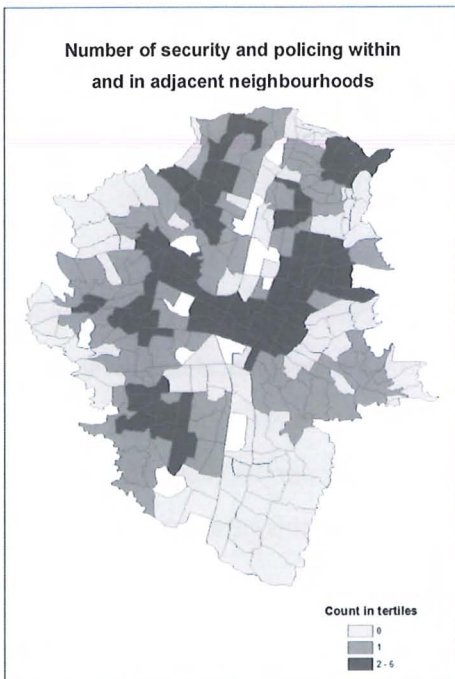 Number of security and policing within
and in adjacent neighbourhoods
Count in tertiles
0
1
2 - 6